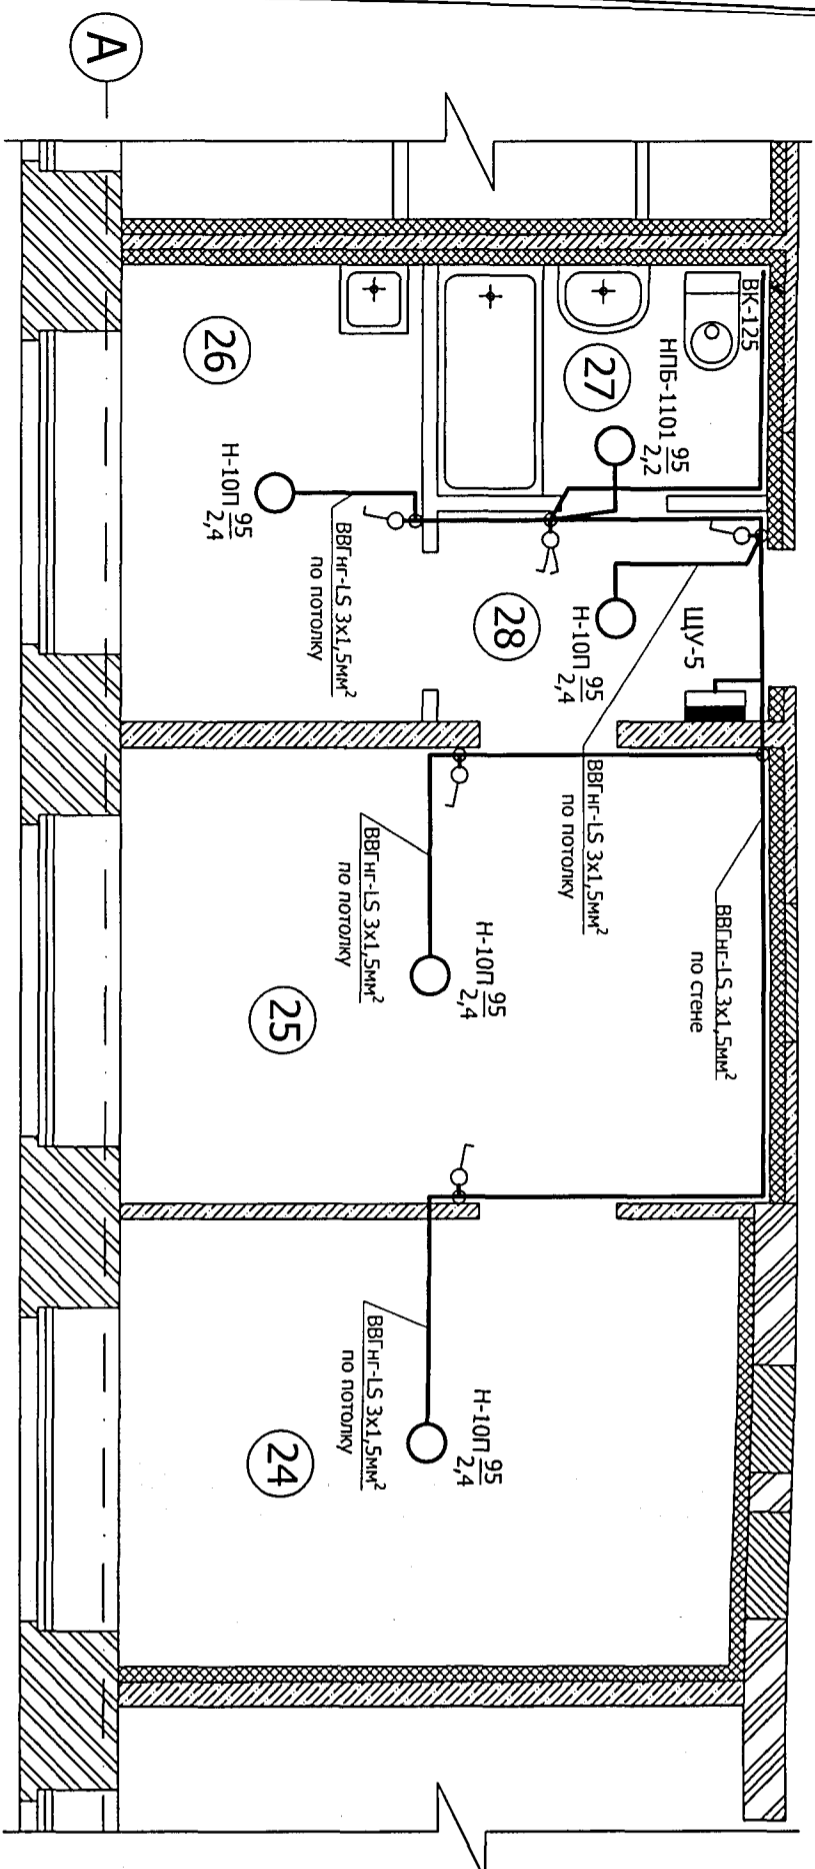 А
ВК-125
27
НПБ-1101 95
2,2
26
Н-10П 95
2,4
ВВГнг-LS 3х1,5мм²
по потолку
28
Н-10П 95
2,4
ЩУ-5
ВВГнг-LS 3х1,5мм²
по потолку
ВВГнг-LS 3х1,5мм²
по стене
ВВГнг-LS 3х1,5мм²
по потолку
Н-10П 95
2,4
25
ВВГнг-LS 3х1,5мм²
по потолку
Н-10П 95
2,4
24